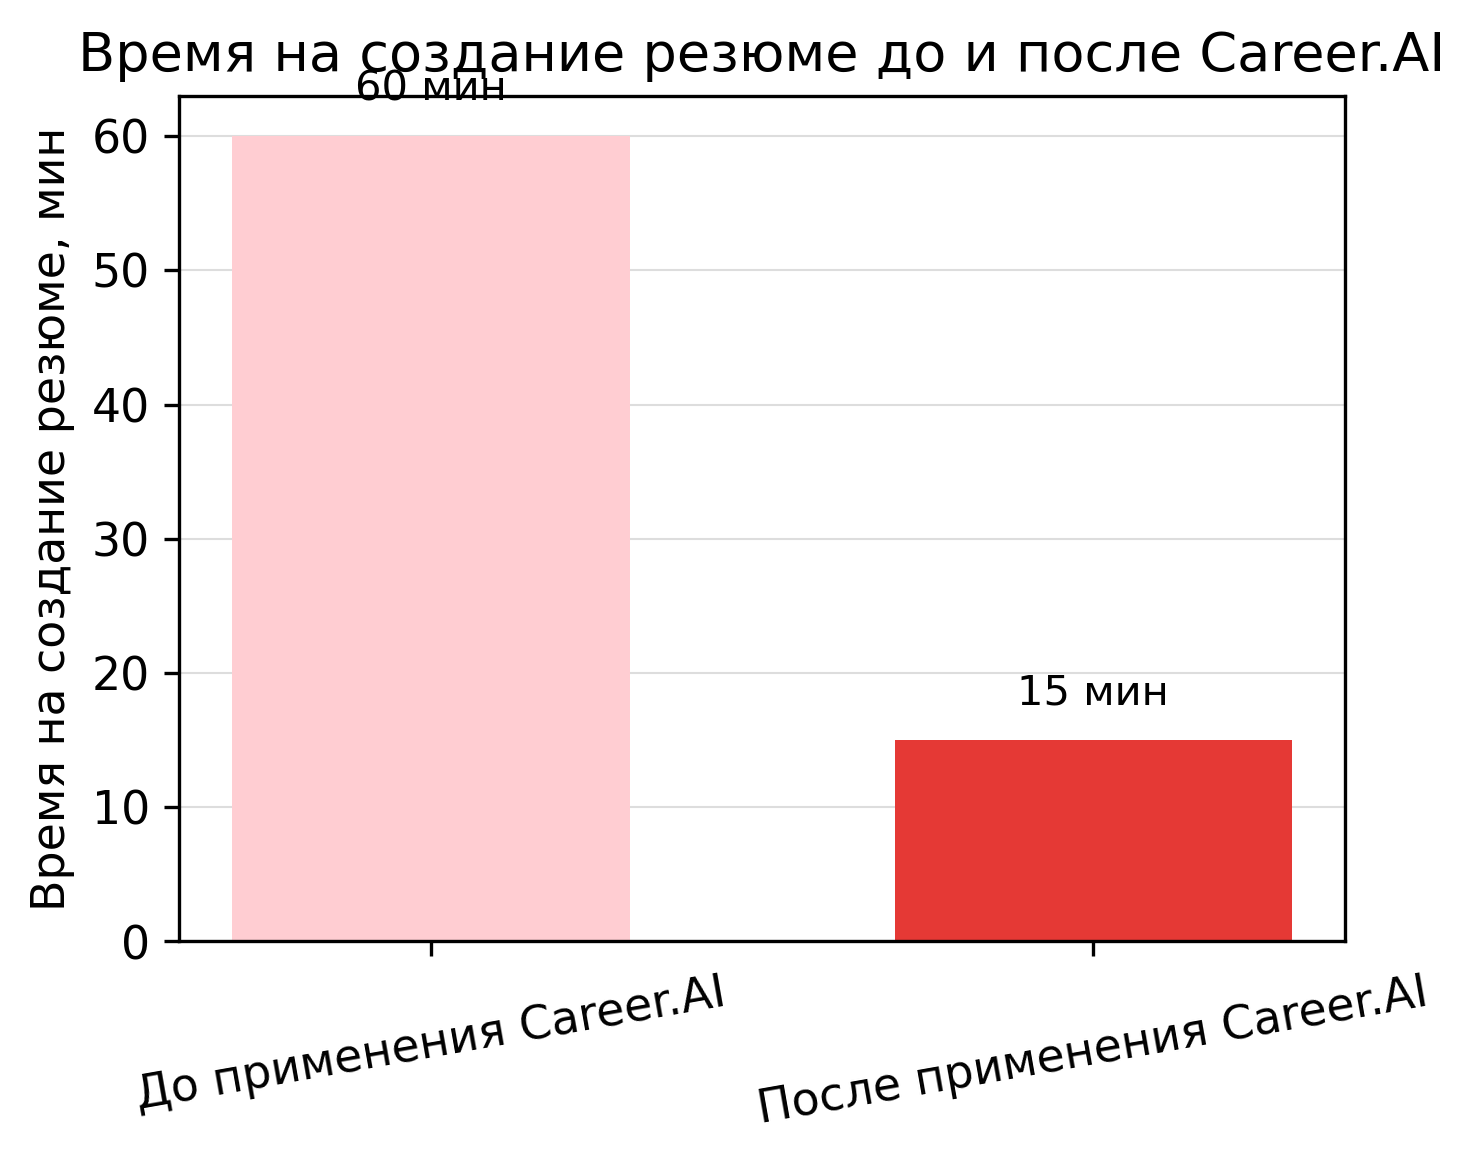 Время на создание резюме до и после Career.AI
60 мин
Время на создание резюме, мин
60
50
40
30
20
15 мин
10
0
До применения Career.AI
После применения Career.AI